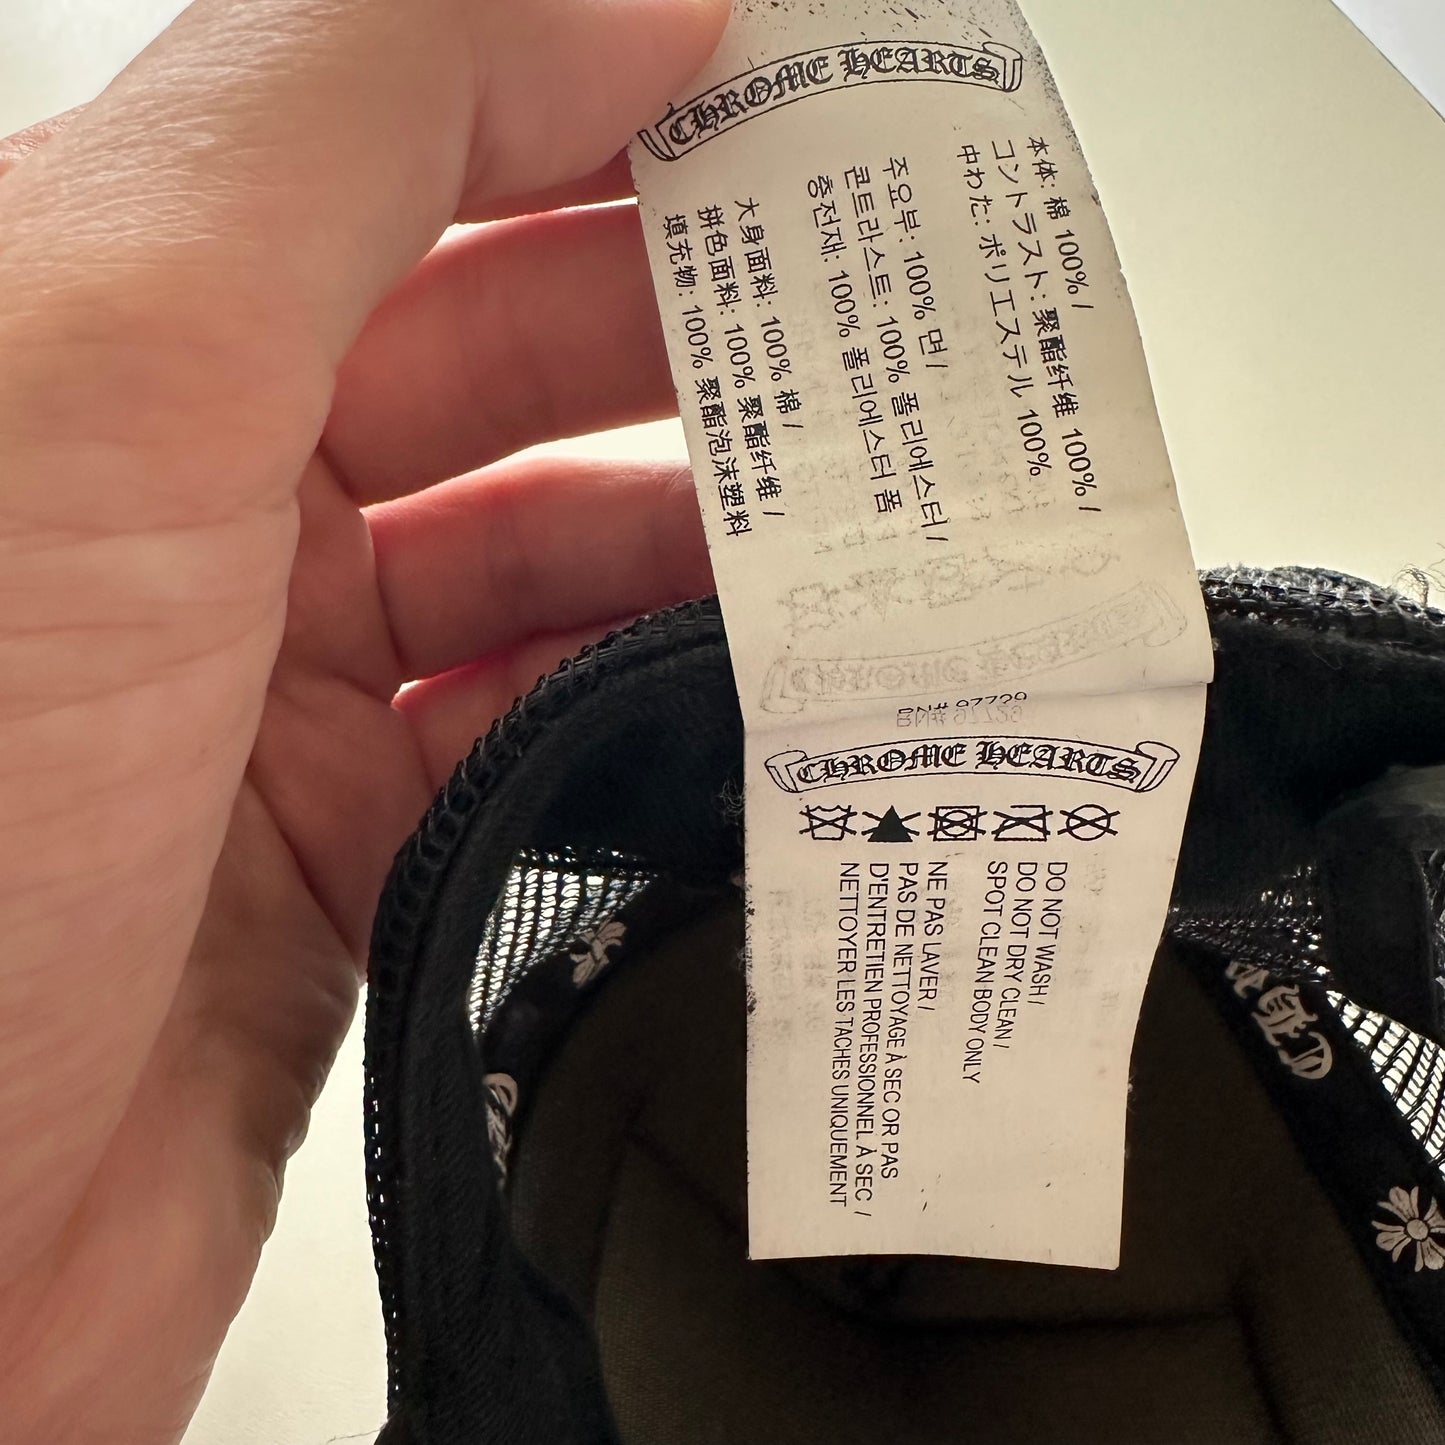 CHROME HEARTS
本体: 棉 100% /
コントラスト: 聚酯纤维 100% /
中わた: ポリエステル 100%
주요부: 100% 면 /
콘트라스트: 100% 폴리에스터 /
충전재: 100% 폴리에스터 폼
大身面料: 100% 棉 /
拼色面料: 100% 聚酯纤维 /
填充物: 100% 聚酯泡沫塑料
CHROME HEARTS
DO NOT WASH /
DO NOT DRY CLEAN /
SPOT CLEAN BODY ONLY
NE PAS LAVER /
PAS DE NETTOYAGE À SEC OR PAS
D'ENTRETIEN PROFESSIONNEL À SEC /
NETTOYER LES TACHES UNIQUEMENT